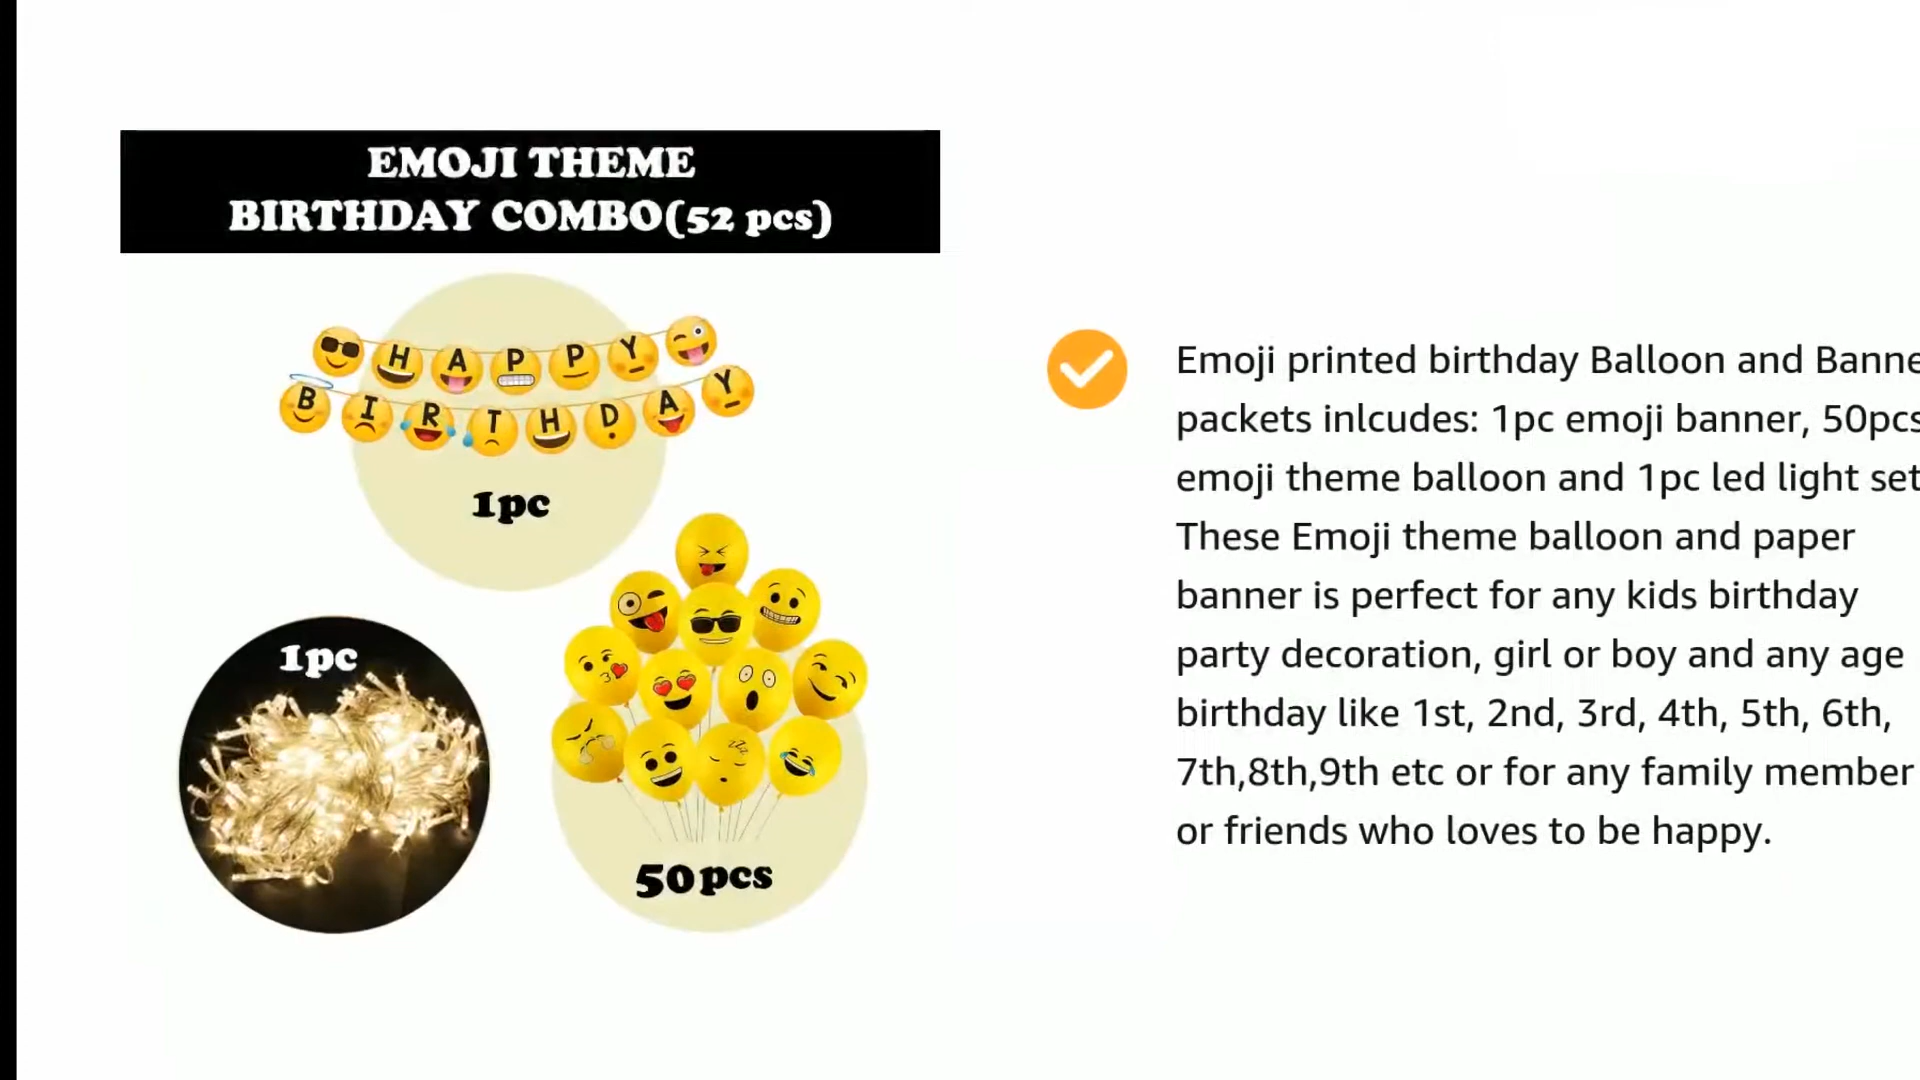 EMOJI THEME
BIRTHDAY COMBO(52 pcs)
HAPPY
BIRTHDAY
1pc
1pc
50 pcs
Emoji printed birthday Balloon and Banne
packets inlcudes: 1pc emoji banner, 50pcs
emoji theme balloon and 1pc led light set
These Emoji theme balloon and paper
banner is perfect for any kids birthday
party decoration, girl or boy and any age
birthday like 1st, 2nd, 3rd, 4th, 5th, 6th,
7th,8th,9th etc or for any family member
or friends who loves to be happy.